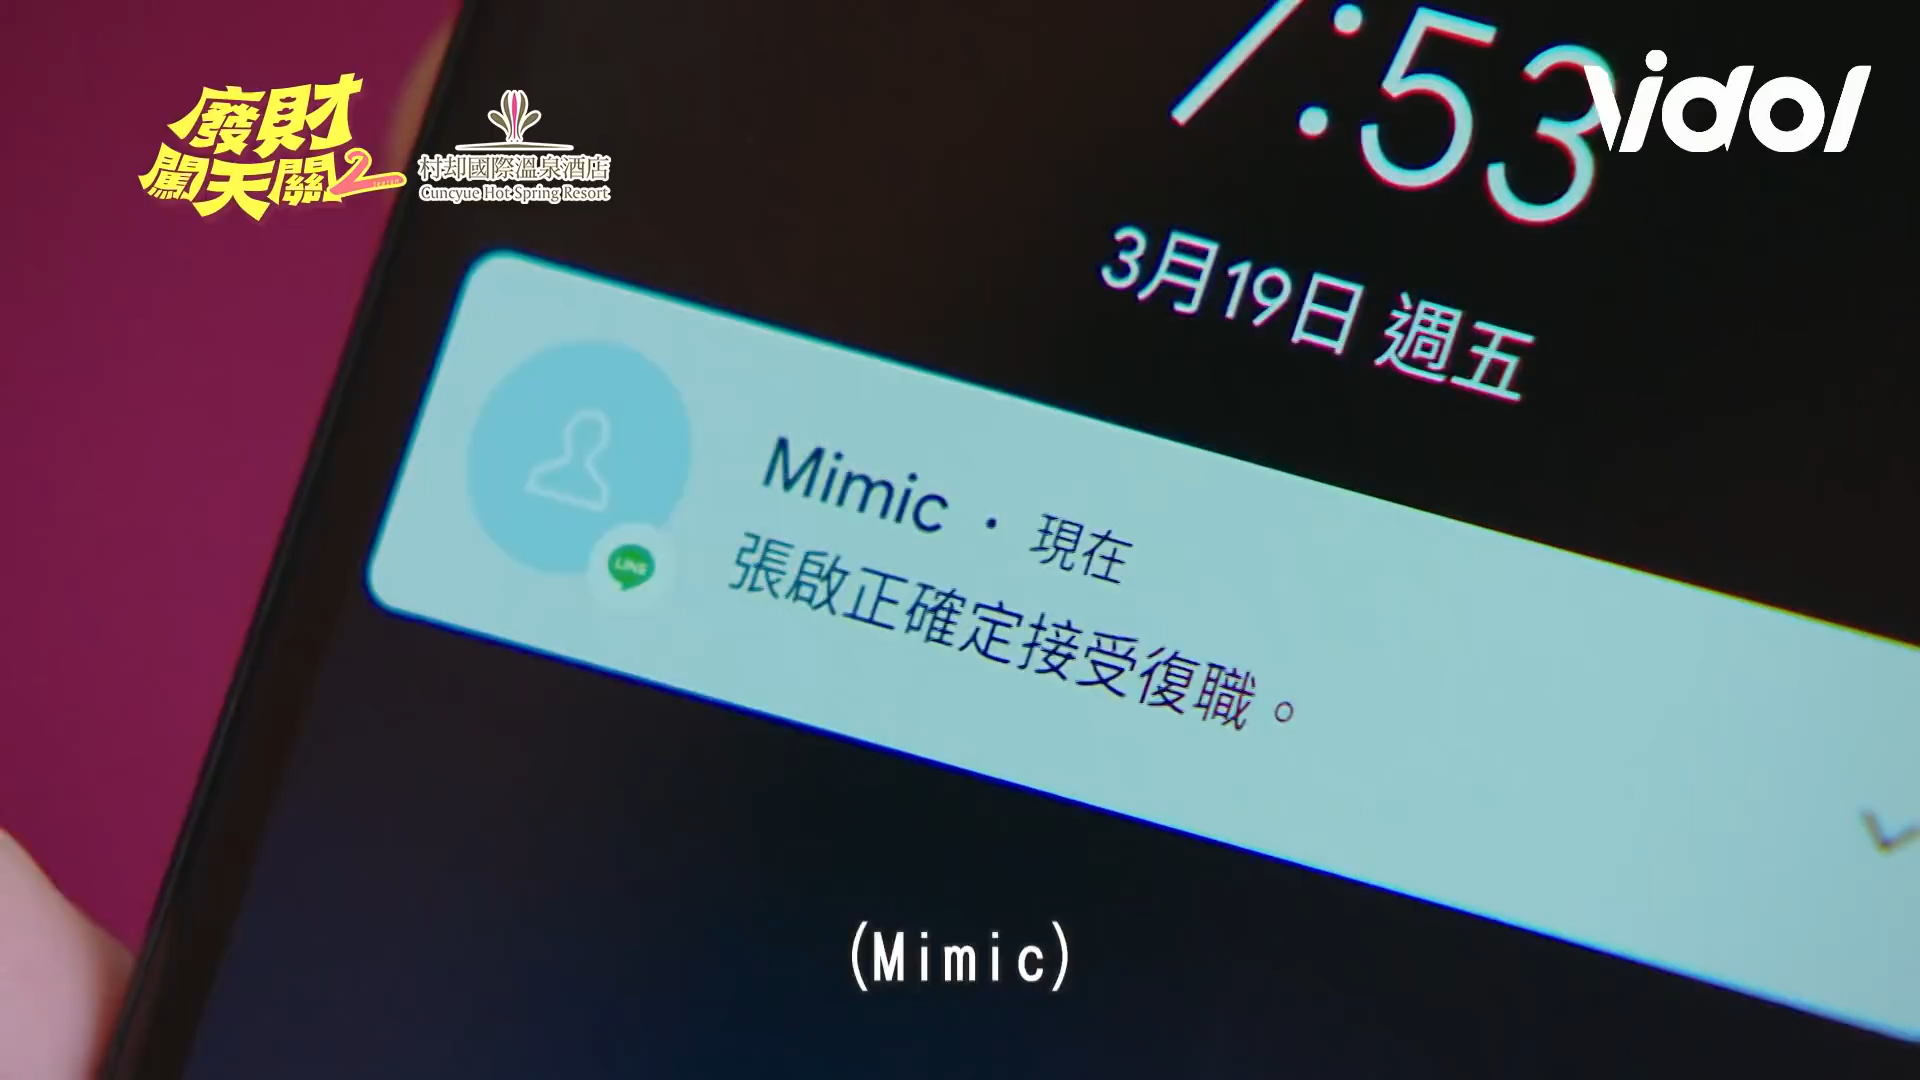 廢財
闖天關2
村却國際溫泉酒店
Cuncyue Hot Spring Resort
Vidol
7:53
3月19日 週五
Mimic · 現在
張啟正確定接受復職。
LINE
(Mimic)